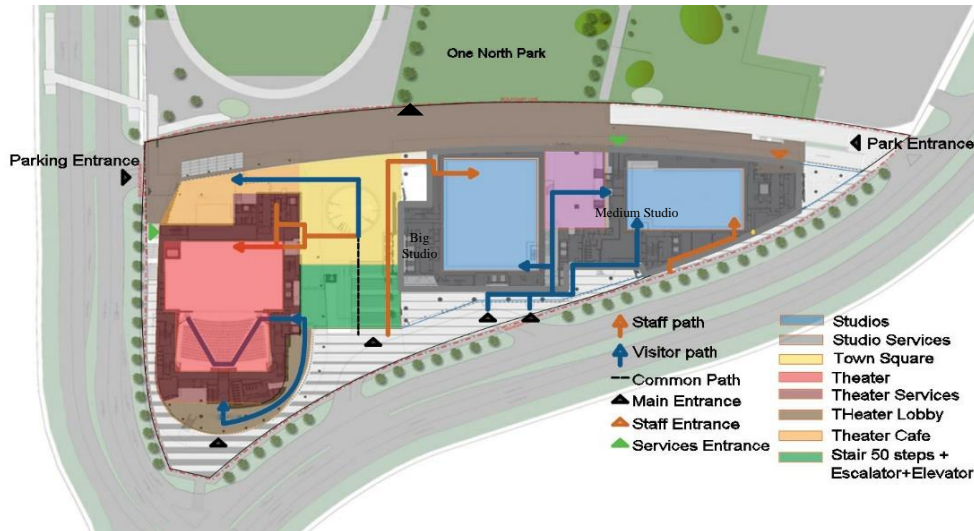 One North Park
Parking Entrance
Park Entrance
Big
Studio
Medium Studio
Staff path
Visitor path
Common Path
Main Entrance
Staff Entrance
Services Entrance
Studios
Studio Services
Town Square
Theater
Theater Services
THeater Lobby
Theater Cafe
Stair 50 steps +
Escalator+Elevator